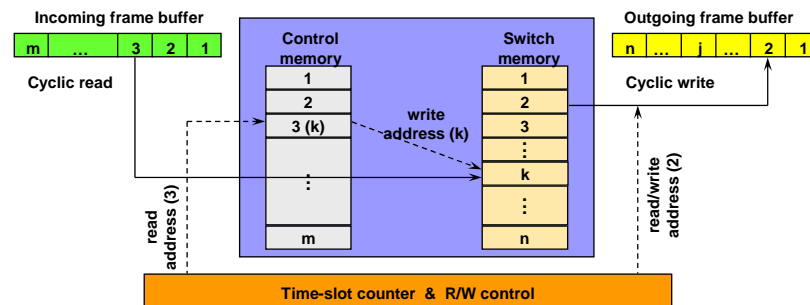 Incoming frame buffer
Outgoing frame buffer
m … 3 2 1
n … j … 2 1
Cyclic read
Cyclic write
Control
memory
1
2
3 (k)
⋮
m
Switch
memory
1
2
3
⋮
k
⋮
n
write
address (k)
read
address (3)
read/write
address (2)
Time-slot counter & R/W control